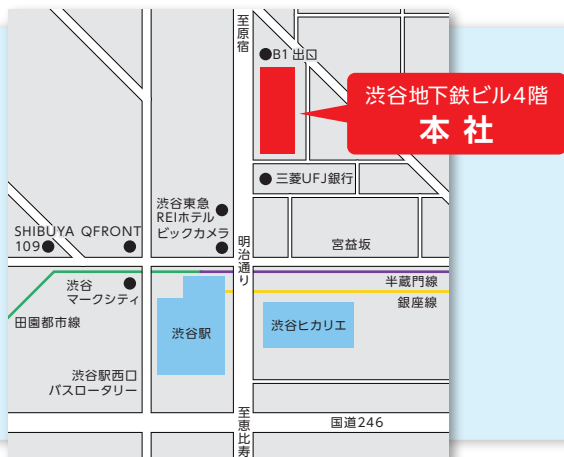 至原宿
B1 出口
渋谷地下鉄ビル4階
本社
三菱UFJ銀行
渋谷東急
REIホテル
ビックカメラ
SHIBUYA
109
QFRONT
明治通り
宮益坂
渋谷
マークシティ
半蔵門線
銀座線
田園都市線
渋谷駅
渋谷ヒカリエ
渋谷駅西口
バスロータリー
至恵比寿
国道246